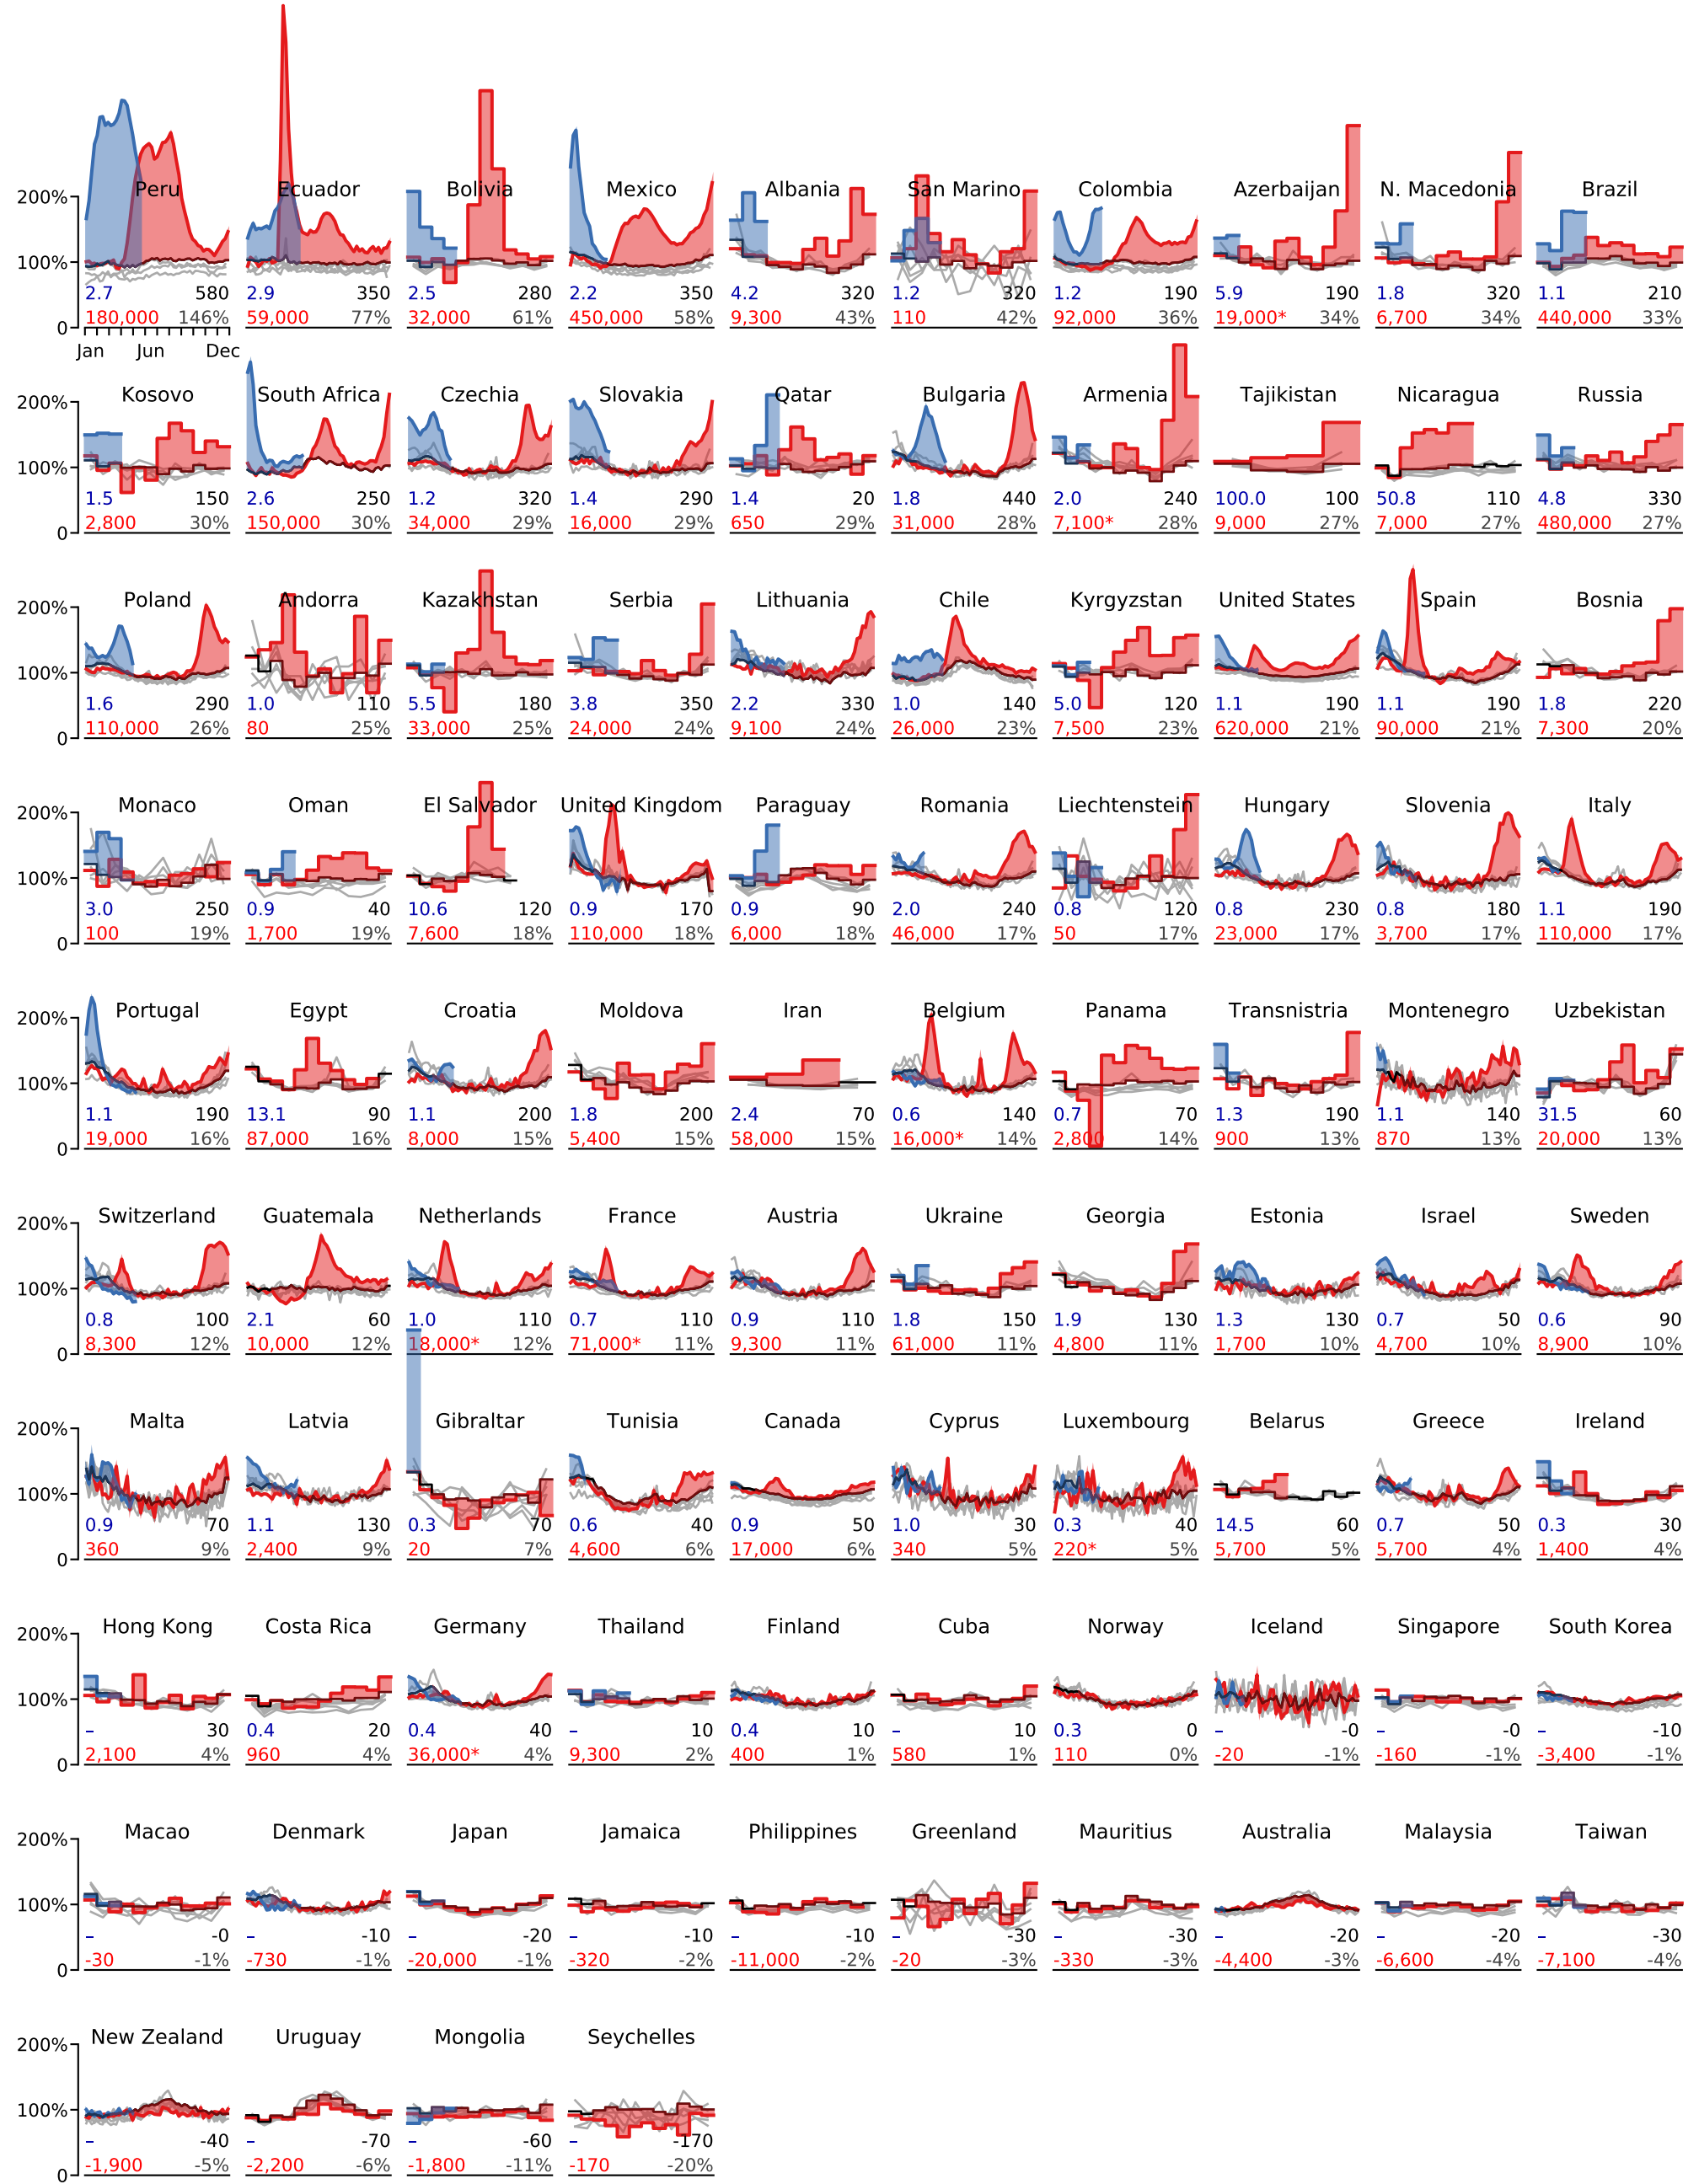 Peru Ecuador Bolivia Mexico Albania San Marino Colombia Azerbaijan N. Macedonia Brazil
200%
100%
2.7 580 2.9 350 2.5 280 2.2 350 4.2 320 1.2 320 1.2 190 5.9 190 1.8 320 1.1 210
180,000 146% 59,000 77% 32,000 61% 450,000 58% 9,300 43% 110 42% 92,000 36% 19,000* 34% 6,700 34% 440,000 33%
0
Jan Jun Dec
Kosovo South Africa Czechia Slovakia Qatar Bulgaria Armenia Tajikistan Nicaragua Russia
200%
100%
1.5 150 2.6 250 1.2 320 1.4 290 1.4 20 1.8 440 2.0 240 100.0 100 50.8 110 4.8 330
2,800 30% 150,000 30% 34,000 29% 16,000 29% 650 29% 31,000 28% 7,100* 28% 9,000 27% 7,000 27% 480,000 27%
0
Poland Andorra Kazakhstan Serbia Lithuania Chile Kyrgyzstan United States Spain Bosnia
200%
100%
1.6 290 1.0 110 5.5 180 3.8 350 2.2 330 1.0 140 5.0 120 1.1 190 1.1 190 1.8 220
110,000 26% 80 25% 33,000 25% 24,000 24% 9,100 24% 26,000 23% 7,500 23% 620,000 21% 90,000 21% 7,300 20%
0
Monaco Oman El Salvador United Kingdom Paraguay Romania Liechtenstein Hungary Slovenia Italy
200%
100%
3.0 250 0.9 40 10.6 120 0.9 170 0.9 90 2.0 240 0.8 120 0.8 230 0.8 180 1.1 190
100 19% 1,700 19% 7,600 18% 110,000 18% 6,000 18% 46,000 17% 50 17% 23,000 17% 3,700 17% 110,000 17%
0
Portugal Egypt Croatia Moldova Iran Belgium Panama Transnistria Montenegro Uzbekistan
200%
100%
1.1 190 13.1 90 1.1 200 1.8 200 2.4 70 0.6 140 0.7 70 1.3 190 1.1 140 31.5 60
19,000 16% 87,000 16% 8,000 15% 5,400 15% 58,000 15% 16,000* 14% 2,800 14% 900 13% 870 13% 20,000 13%
0
Switzerland Guatemala Netherlands France Austria Ukraine Georgia Estonia Israel Sweden
200%
100%
0.8 100 2.1 60 1.0 110 0.7 110 0.9 110 1.8 150 1.9 130 1.3 130 0.7 50 0.6 90
8,300 12% 10,000 12% 18,000* 12% 71,000* 11% 9,300 11% 61,000 11% 4,800 11% 1,700 10% 4,700 10% 8,900 10%
0
Malta Latvia Gibraltar Tunisia Canada Cyprus Luxembourg Belarus Greece Ireland
200%
100%
0.9 70 1.1 130 0.3 70 0.6 40 0.9 50 1.0 30 0.3 40 14.5 60 0.7 50 0.3 30
360 9% 2,400 9% 20 7% 4,600 6% 17,000 6% 340 5% 220* 5% 5,700 5% 5,700 4% 1,400 4%
0
Hong Kong Costa Rica Germany Thailand Finland Cuba Norway Iceland Singapore South Korea
200%
100%
– 30 0.4 20 0.4 40 – 10 0.4 10 – 10 0.3 0 – -0 – -0 – -10
2,100 4% 960 4% 36,000* 4% 9,300 2% 400 1% 580 1% 110 0% -20 -1% -160 -1% -3,400 -1%
0
Macao Denmark Japan Jamaica Philippines Greenland Mauritius Australia Malaysia Taiwan
200%
100%
– -0 – -10 – -20 – -10 – -10 – -30 – -30 – -20 – -20 – -30
-30 -1% -730 -1% -20,000 -1% -320 -2% -11,000 -2% -20 -3% -330 -3% -4,400 -3% -6,600 -4% -7,100 -4%
0
New Zealand Uruguay Mongolia Seychelles
200%
100%
– -40 – -70 – -60 – -170
-1,900 -5% -2,200 -6% -1,800 -11% -170 -20%
0